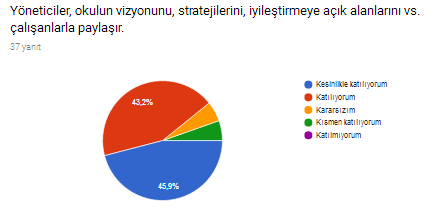 Yöneticiler, okulun vizyonunu, stratejilerini, iyileştirmeye açık alanlarını vs.
çalışanlarla paylaşır.
37 yanıt
43,2%
45,9%
Kesinlikle katılıyorum
Katılıyorum
Kararsızım
Kısmen katılıyorum
Katılmıyorum